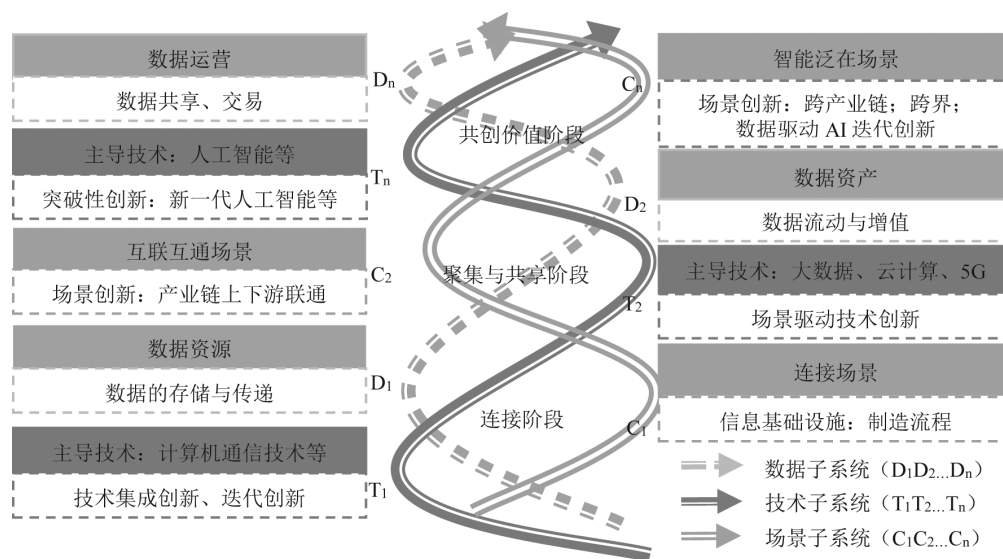 数据运营
数据共享、交易
主导技术：人工智能等
突破性创新：新一代人工智能等
互联互通场景
场景创新：产业链上下游联通
数据资源
数据的存储与传递
主导技术：计算机通信技术等
技术集成创新、迭代创新
Dn
Tn
C2
D1
T1
Cn
共创价值阶段
D2
聚集与共享阶段
T2
连接阶段
C1
智能泛在场景
场景创新：跨产业链；跨界；
数据驱动 AI 迭代创新
数据资产
数据流动与增值
主导技术：大数据、云计算、5G
场景驱动技术创新
连接场景
信息基础设施：制造流程
数据子系统（D1D2...Dn）
技术子系统（T1T2...Tn）
场景子系统（C1C2...Cn）